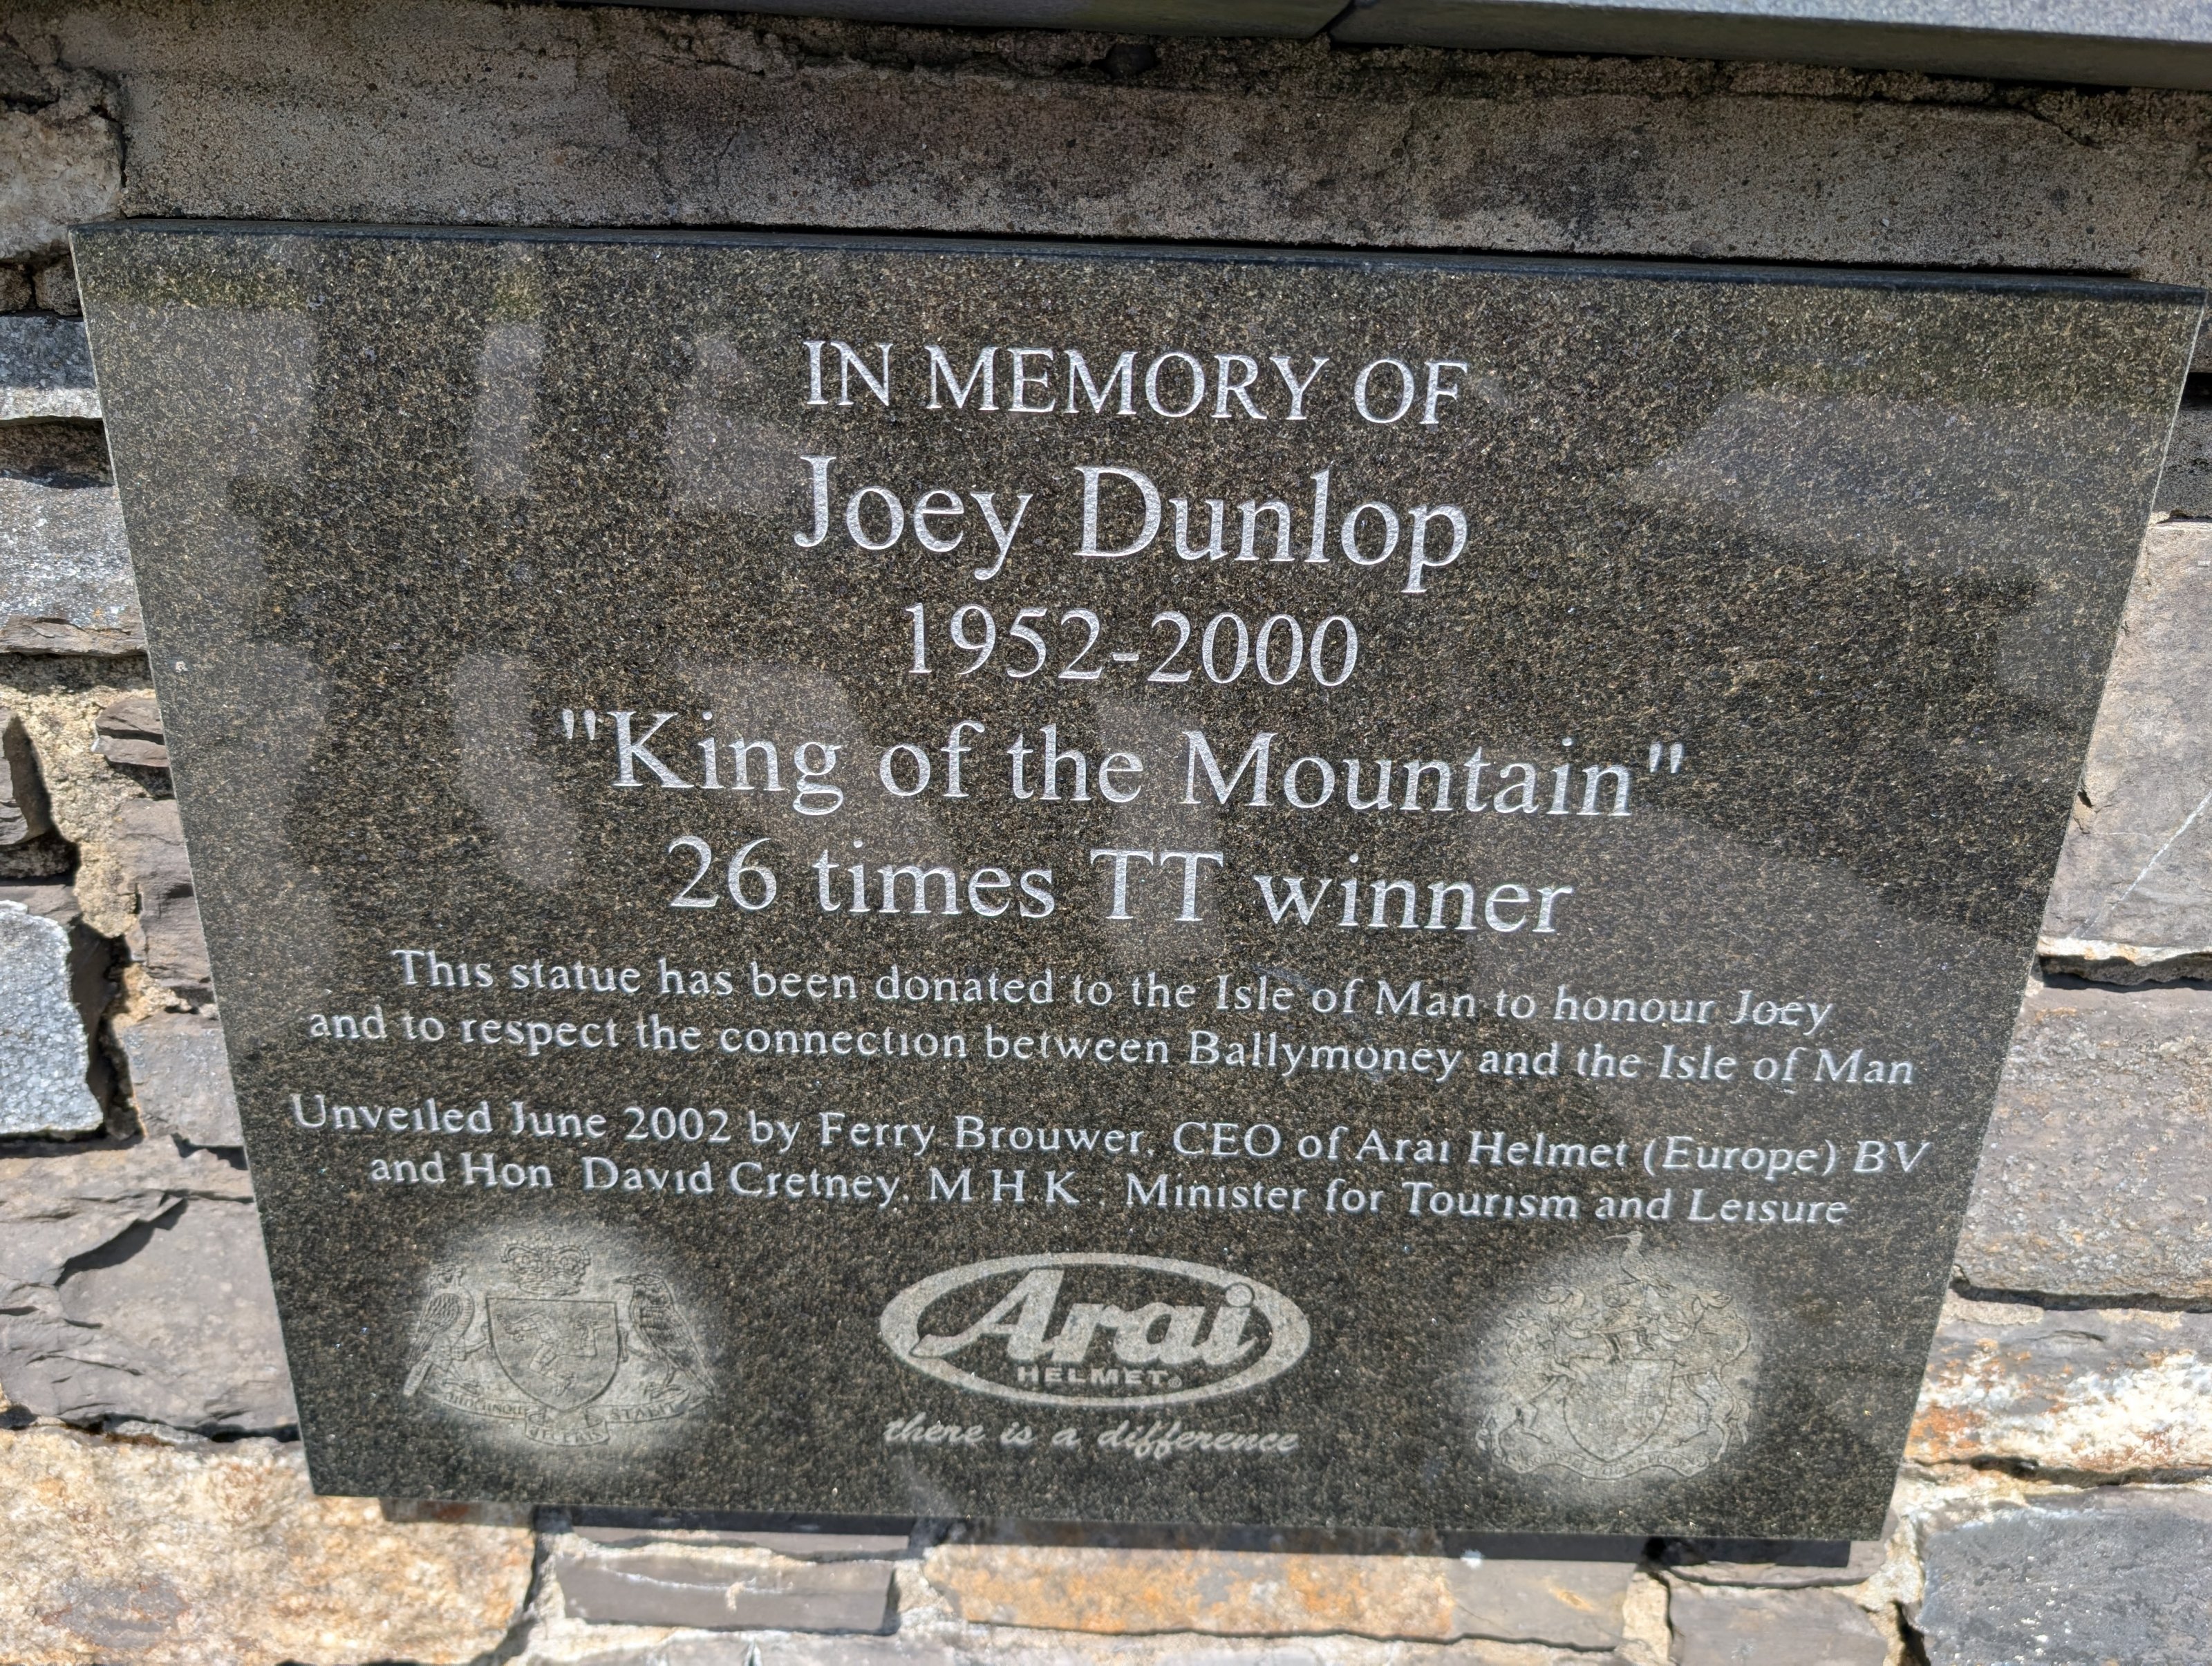 IN MEMORY OF
Joey Dunlop
1952-2000
"King of the Mountain"
26 times TT winner
This statue has been donated to the Isle of Man to honour Joey
and to respect the connection between Ballymoney and the Isle of Man
Unveiled June 2002 by Ferry Brouwer, CEO of Arai Helmet (Europe) BV
and Hon David Cretney, M H K , Minister for Tourism and Leisure
Arai
HELMET®
there is a difference
STABIT